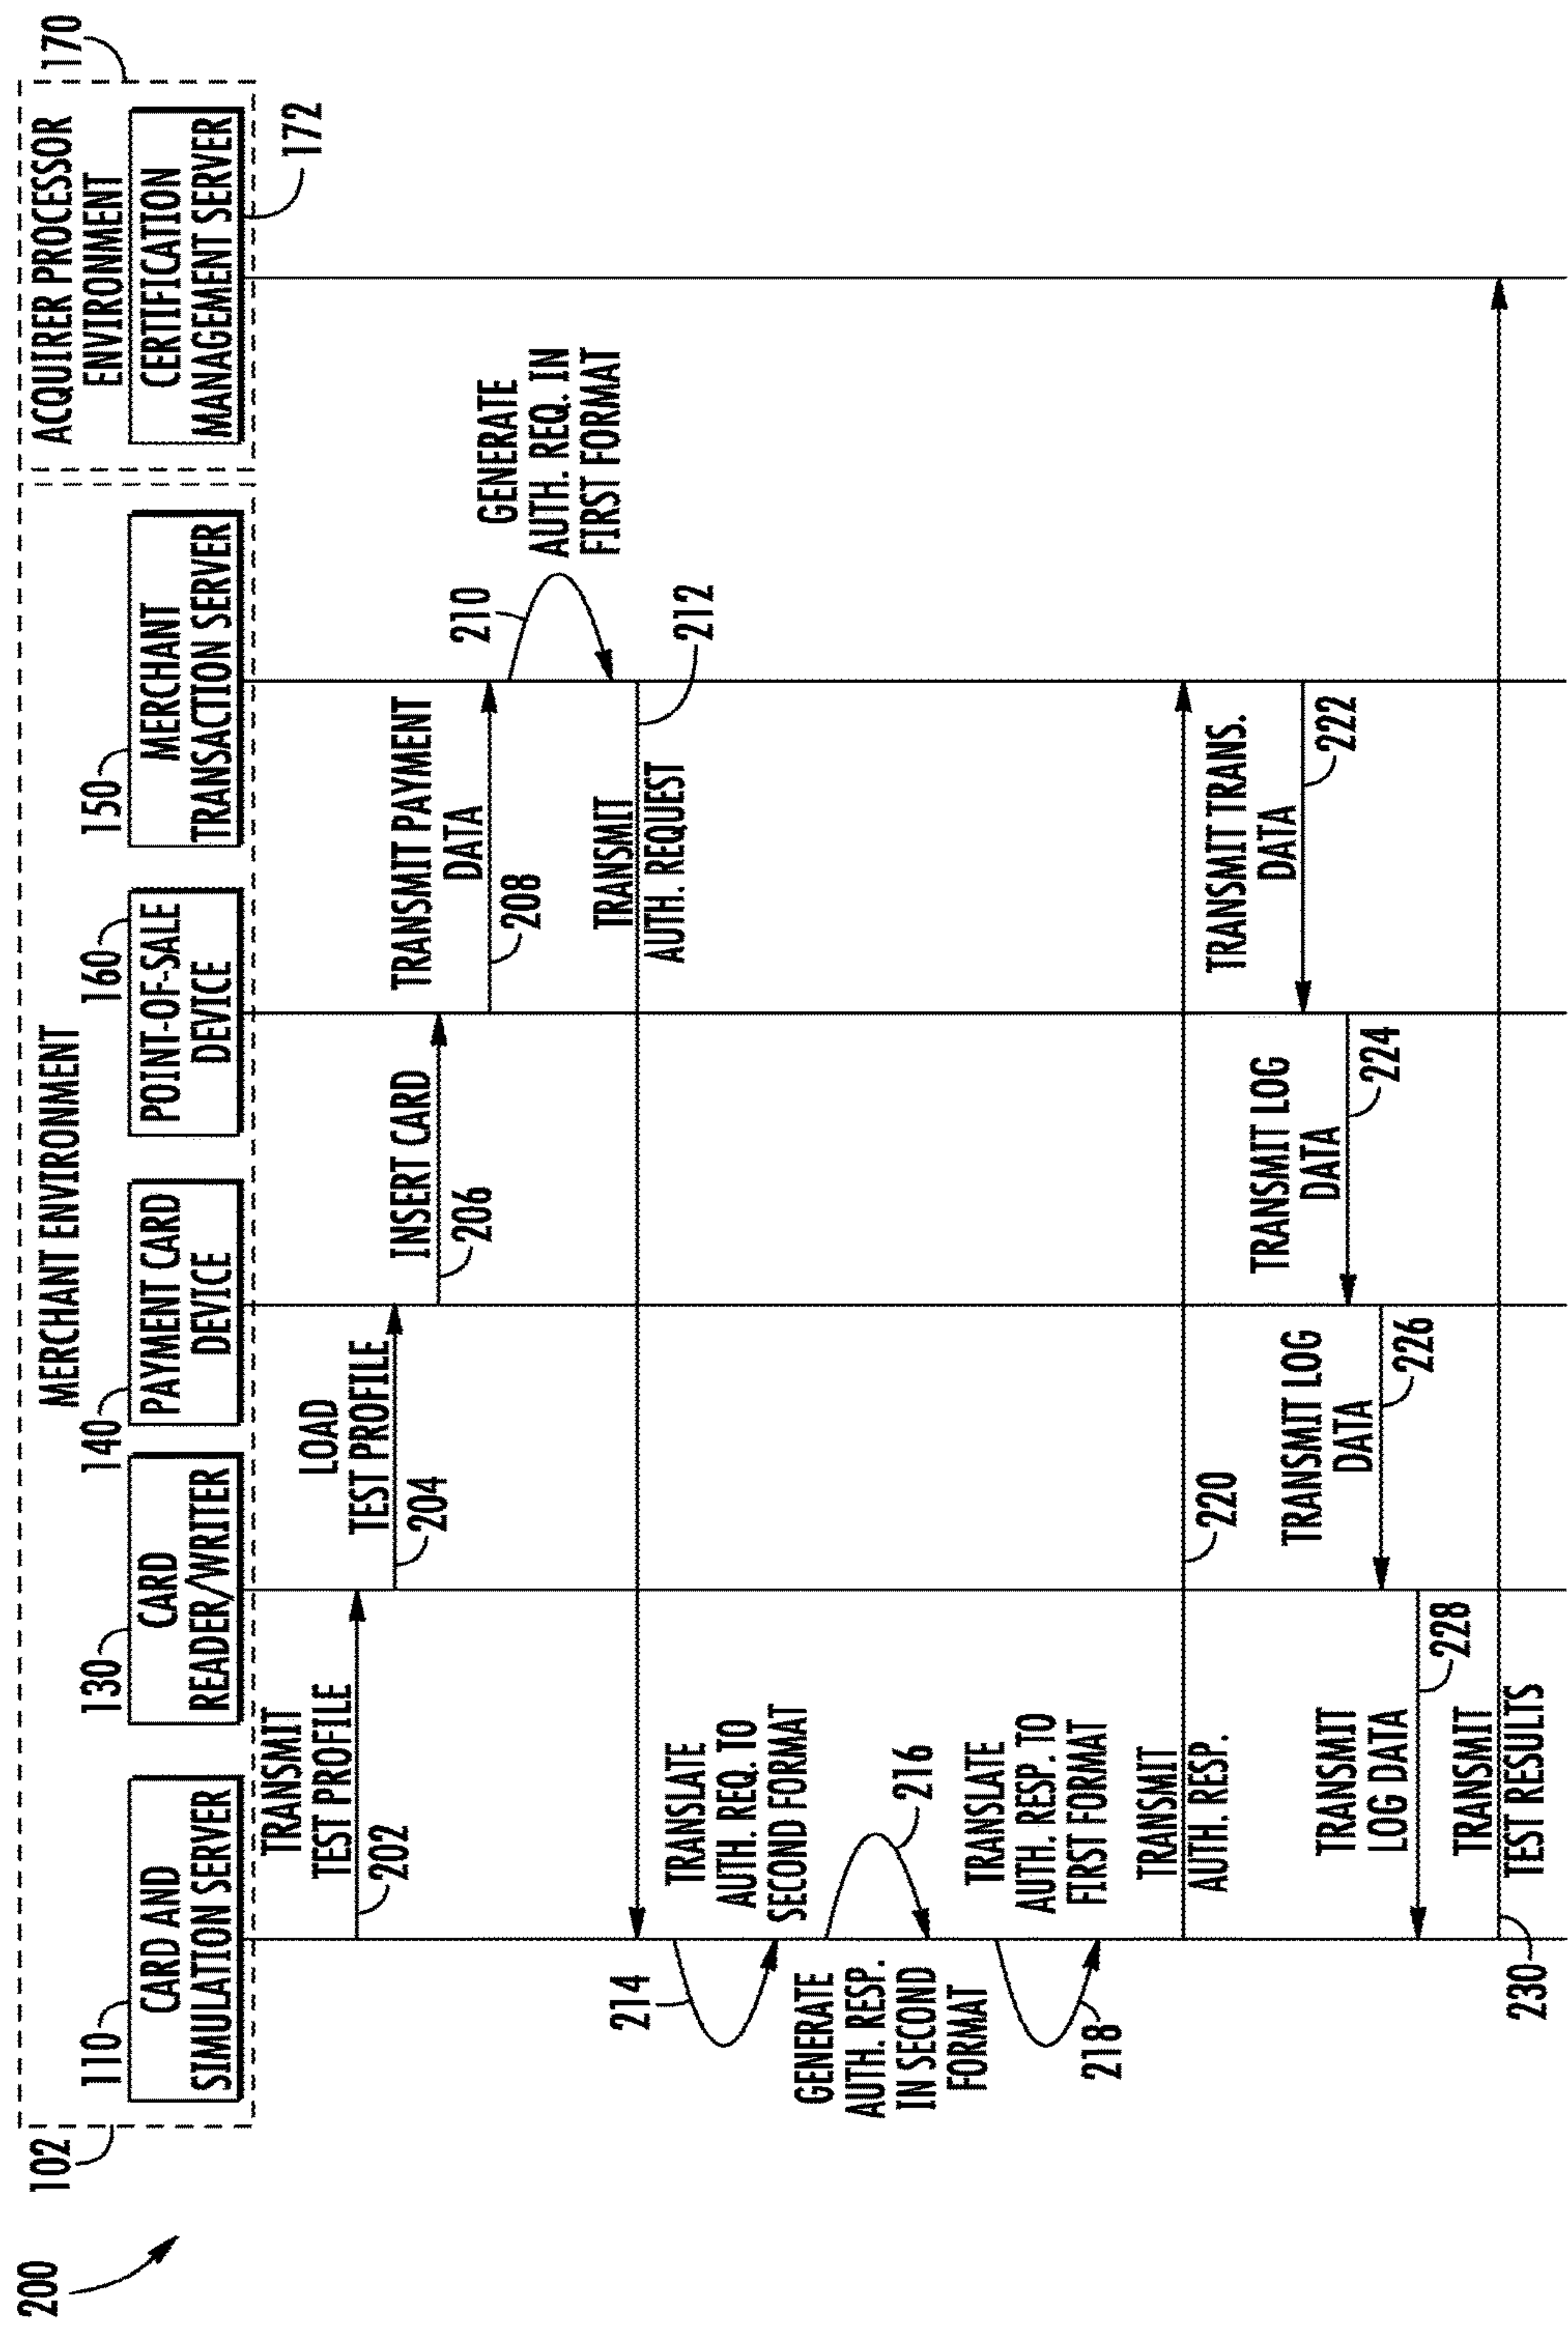 200
102
MERCHANT ENVIRONMENT
ACQUIRER PROCESSOR
ENVIRONMENT
170
110
CARD AND
SIMULATION SERVER
130
CARD
READER/WRITER
140
PAYMENT CARD
DEVICE
160
POINT-OF-SALE
DEVICE
150
MERCHANT
TRANSACTION SERVER
CERTIFICATION
MANAGEMENT SERVER
172
TRANSMIT
TEST PROFILE
202
LOAD
TEST PROFILE
204
INSERT CARD
206
TRANSMIT PAYMENT
DATA
208
210
GENERATE
AUTH. REQ. IN
FIRST FORMAT
TRANSMIT
AUTH. REQUEST
212
214
TRANSLATE
AUTH. REQ. TO
SECOND FORMAT
GENERATE
AUTH. RESP.
IN SECOND
FORMAT
216
TRANSLATE
AUTH. RESP. TO
FIRST FORMAT
218
TRANSMIT
AUTH. RESP.
220
TRANSMIT TRANS.
DATA
222
TRANSMIT LOG
DATA
224
TRANSMIT LOG
DATA
226
TRANSMIT
LOG DATA
228
TRANSMIT
TEST RESULTS
230